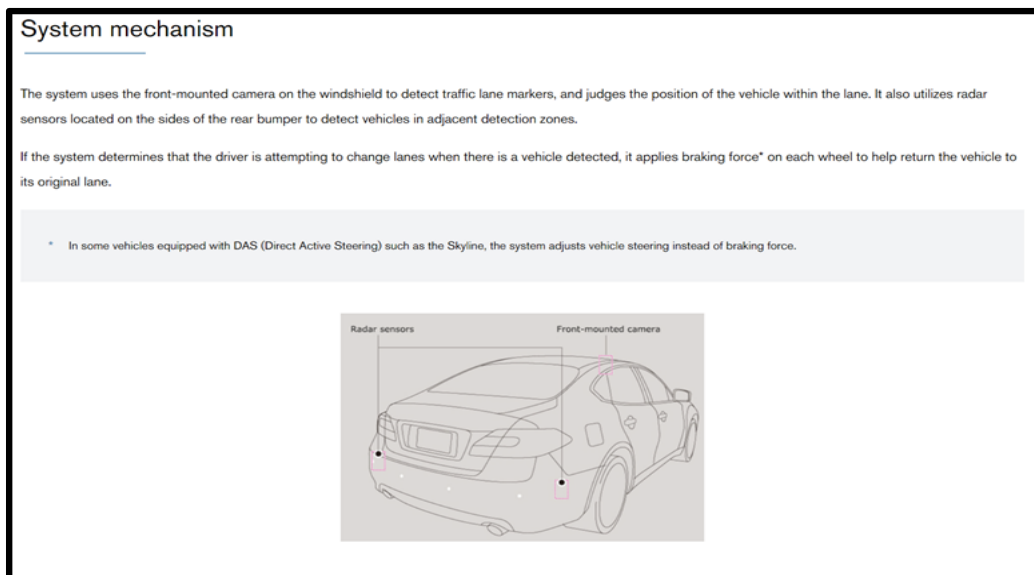 System mechanism
The system uses the front-mounted camera on the windshield to detect traffic lane markers, and judges the position of the vehicle within the lane. It also utilizes radar
sensors located on the sides of the rear bumper to detect vehicles in adjacent detection zones.
If the system determines that the driver is attempting to change lanes when there is a vehicle detected, it applies braking force* on each wheel to help return the vehicle to
its original lane.
* In some vehicles equipped with DAS (Direct Active Steering) such as the Skyline, the system adjusts vehicle steering instead of braking force.
Radar sensors Front-mounted camera